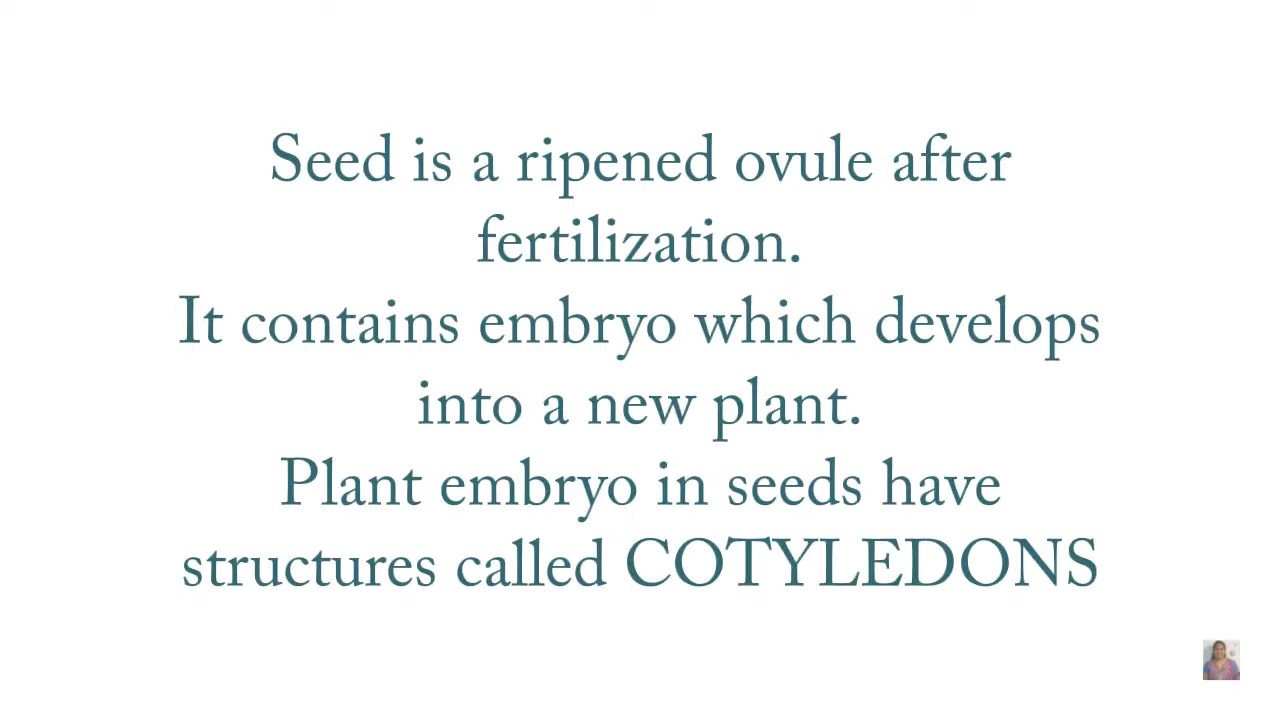 Seed is a ripened ovule after
fertilization.
It contains embryo which develops
into a new plant.
Plant embryo in seeds have
structures called COTYLEDONS